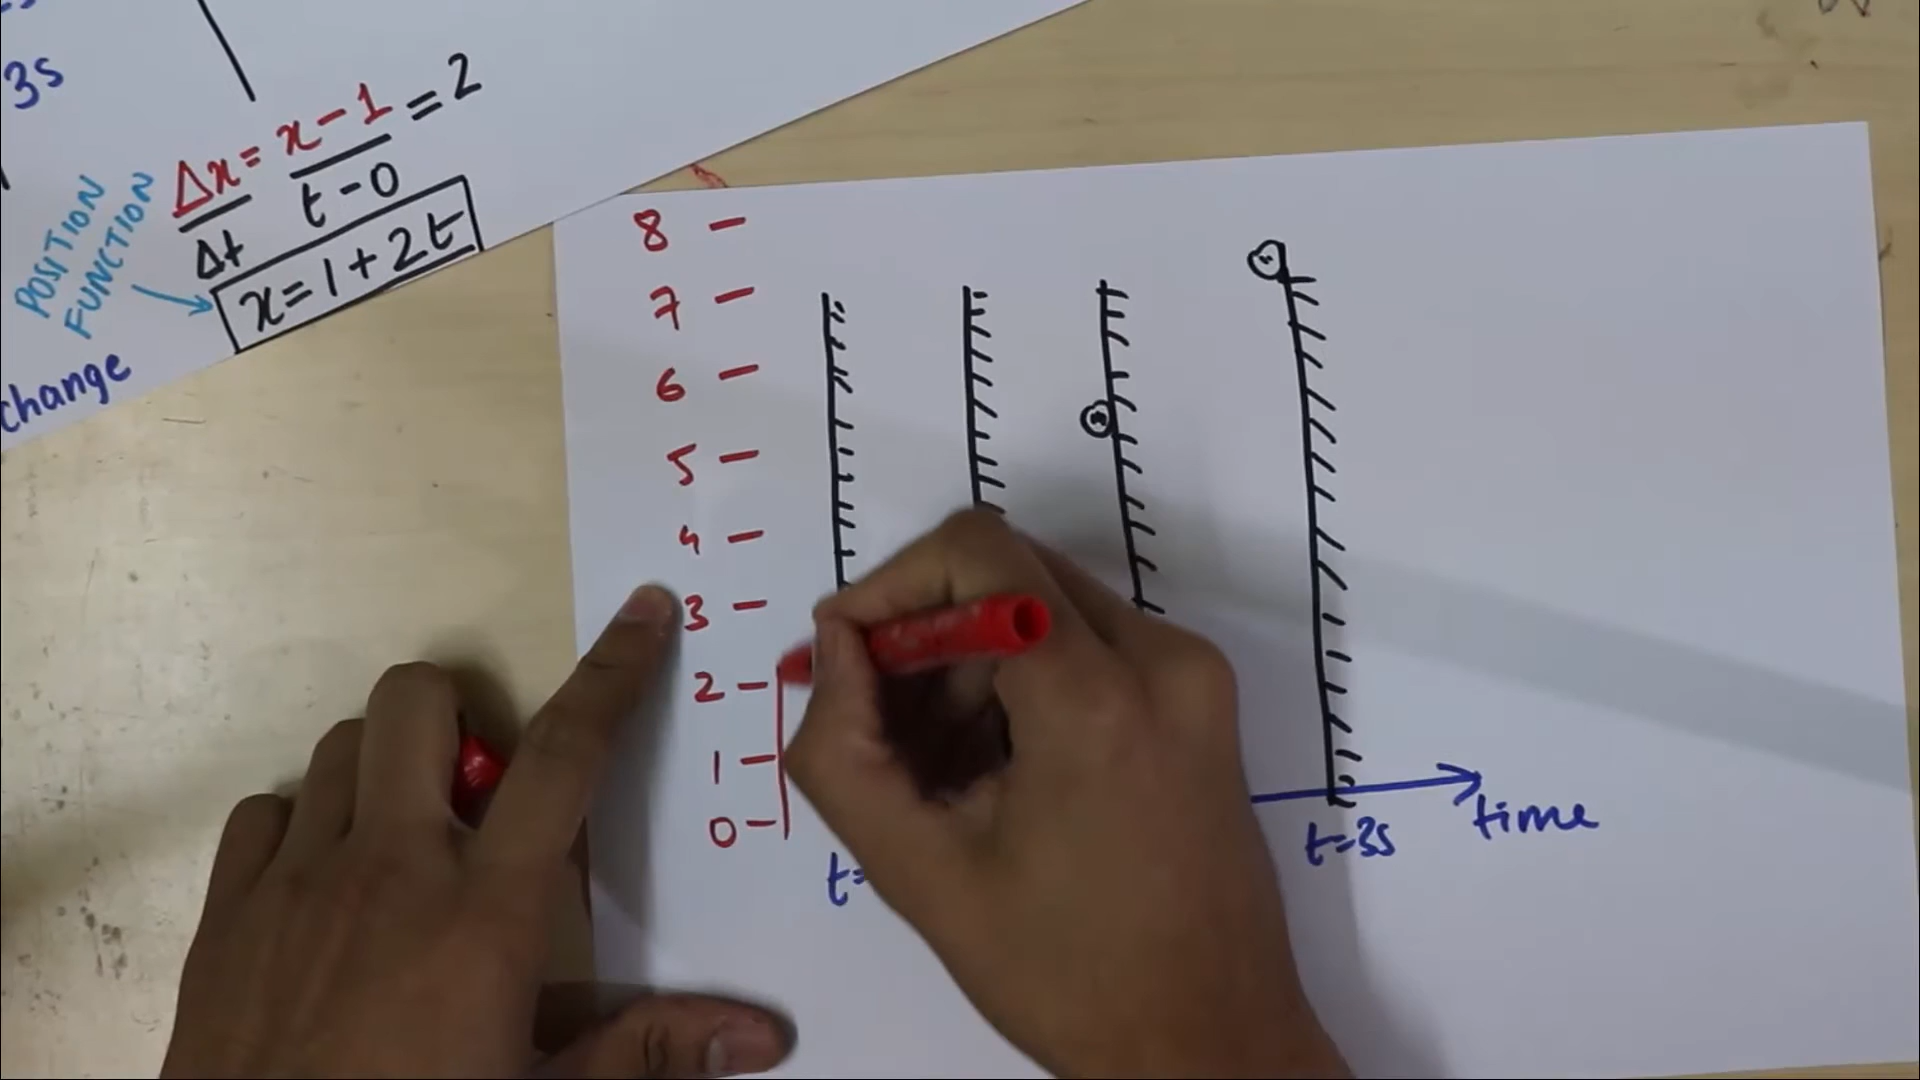 3s
Δx = x-1 = 2
Δt t-0
x=1+2t
POSITION
FUNCTION
change
8
7
6
5
4
3
2
1
0
t=
t=3s
time